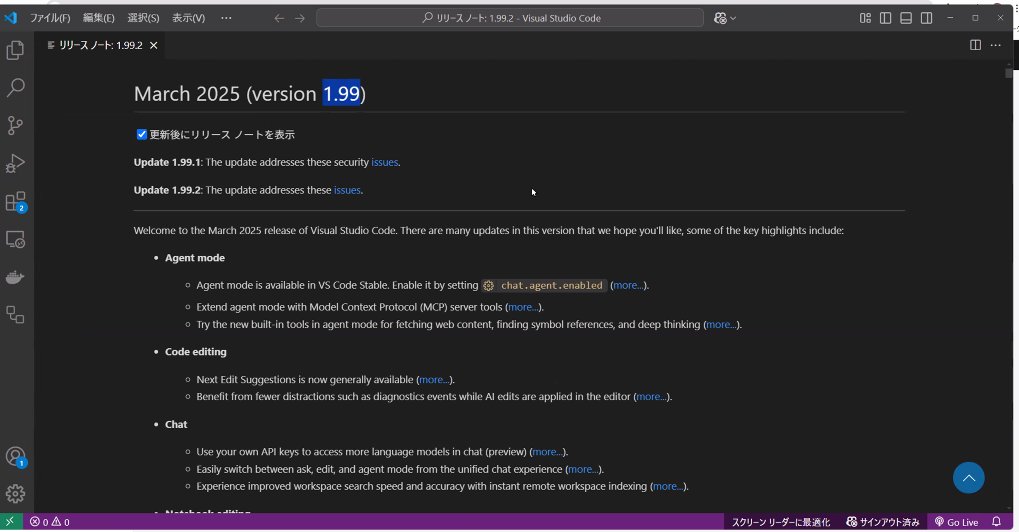 ファイル(F) 編集(E) 選択(S) 表示(V) ··· リリース ノート: 1.99.2 - Visual Studio Code
リリース ノート: 1.99.2
March 2025 (version 1.99)
更新後にリリース ノートを表示
Update 1.99.1: The update addresses these security issues.
Update 1.99.2: The update addresses these issues.
Welcome to the March 2025 release of Visual Studio Code. There are many updates in this version that we hope you'll like, some of the key highlights include:
• Agent mode
Agent mode is available in VS Code Stable. Enable it by setting chat.agent.enabled (more...).
Extend agent mode with Model Context Protocol (MCP) server tools (more...).
Try the new built-in tools in agent mode for fetching web content, finding symbol references, and deep thinking (more...).
• Code editing
Next Edit Suggestions is now generally available (more...).
Benefit from fewer distractions such as diagnostics events while AI edits are applied in the editor (more...).
• Chat
Use your own API keys to access more language models in chat (preview) (more...).
Easily switch between ask, edit, and agent mode from the unified chat experience (more...).
Experience improved workspace search speed and accuracy with instant remote workspace indexing (more...).
• Notebook editing
2
1
0 0 スクリーン リーダーに最適化 サインアウト済み Go Live